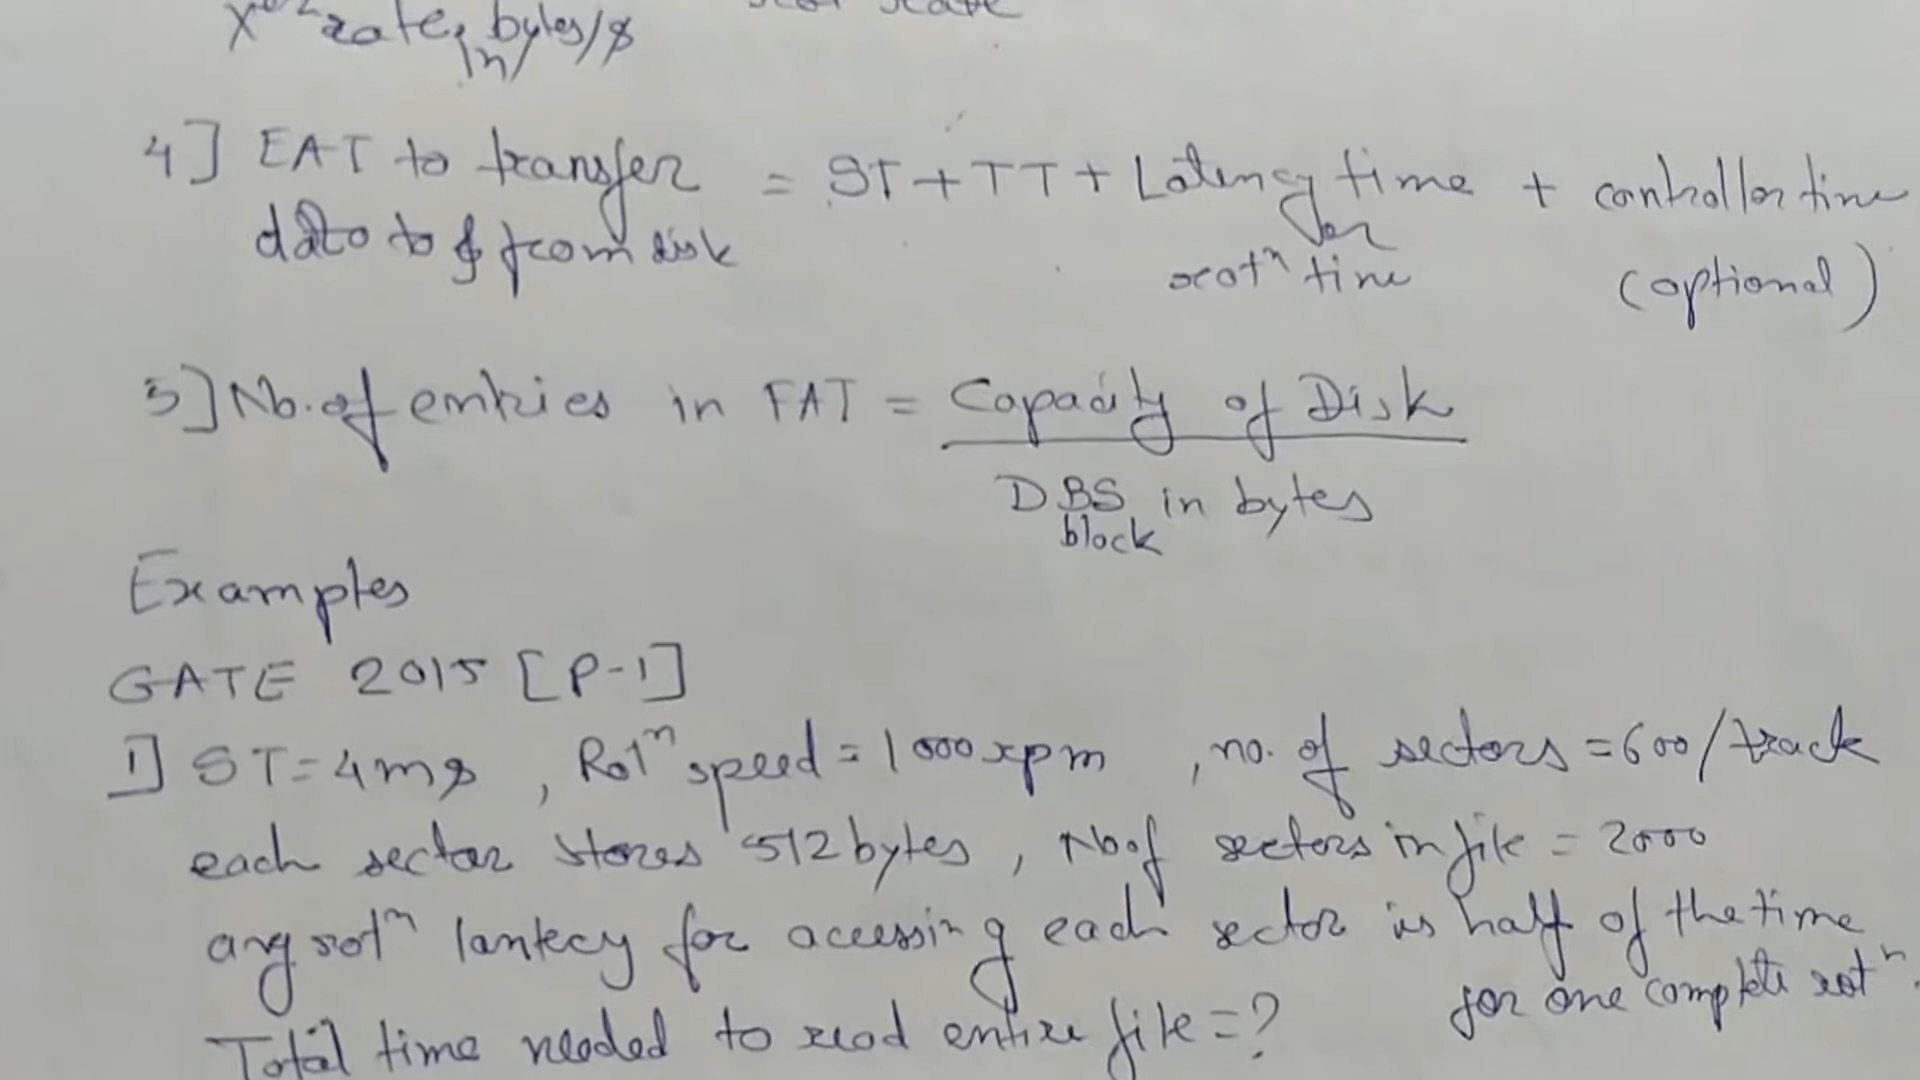 rate, in bytes/s
4] EAT to transfer = ST + TT + Latency time + controller time
data to & from disk or rotⁿ time (optional)
5] No. of entries in FAT = Capacity of Disk
DBS in bytes
block
Examples
GATE 2015 [P-1]
1] ST = 4ms, Rotⁿ speed = 1000 rpm, no. of sectors = 600/track
each sector stores 512 bytes, No of sectors in file = 2000
avg rotⁿ lantecy for accessing each sector is half of the time
for one complete rotⁿ.
Total time needed to read entire file = ?